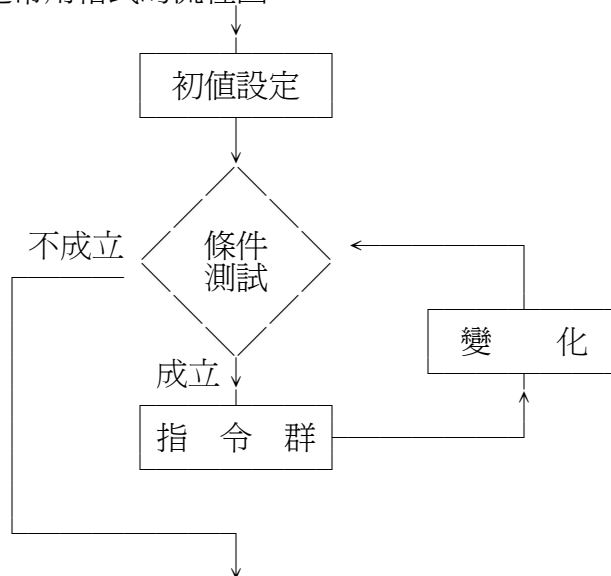 初值設定
條件
測試
不成立
成立
變 化
指 令 群